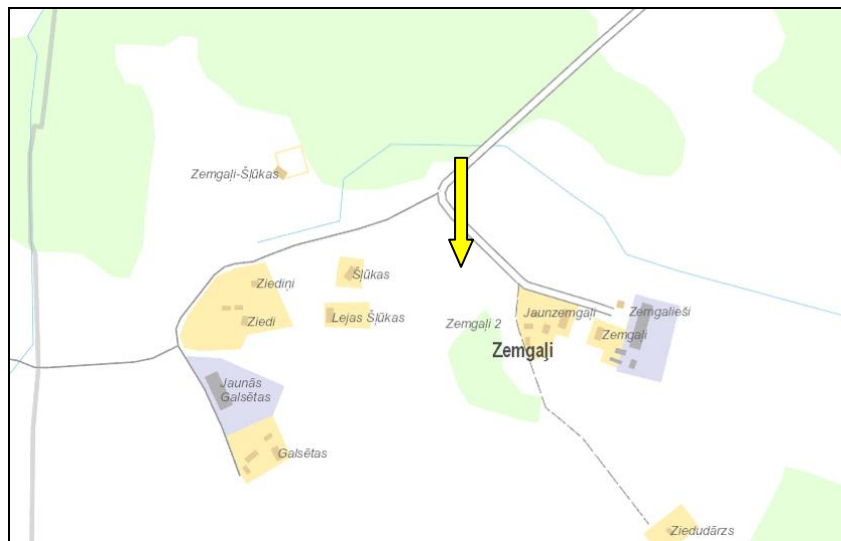 Zemgaļi-Šļūkas
Ziediņi
Šļūkas
Ziedi
Lejas Šļūkas
Zemgaļi 2
Jaunzemgaļi
Zemgalieši
Zemgaļi
Zemgaļi
Jaunās
Galsētas
Galsētas
Ziedudārzs